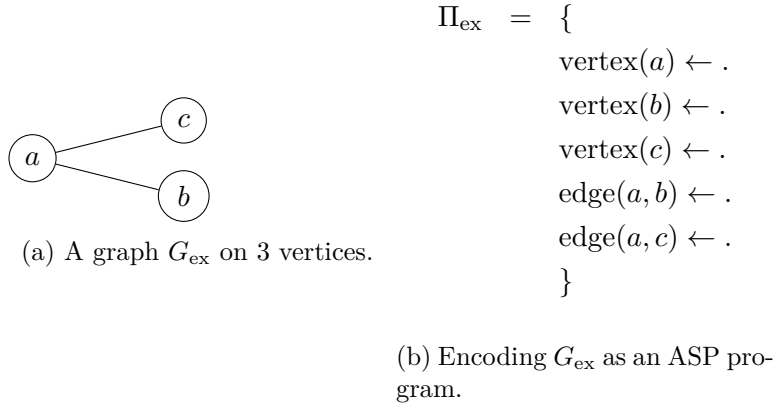 c
a
b
(a) A graph G_ex on 3 vertices.
Π_ex = {
vertex(a) ← .
vertex(b) ← .
vertex(c) ← .
edge(a, b) ← .
edge(a, c) ← .
}
(b) Encoding G_ex as an ASP pro-
gram.